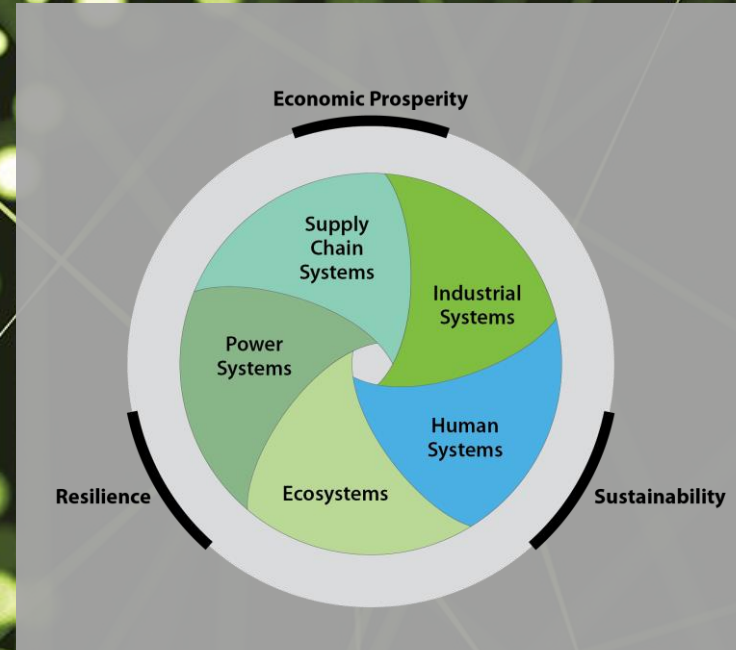 Economic Prosperity
Supply
Chain
Systems
Industrial
Systems
Power
Systems
Human
Systems
Ecosystems
Resilience
Sustainability